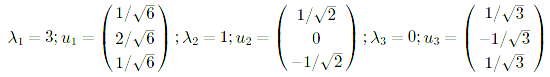 λ₁ = 3; u₁ = (1/√6 2/√6 1/√6) ; λ₂ = 1; u₂ = (1/√2 0 −1/√2) ; λ₃ = 0; u₃ = (1/√3 −1/√3 1/√3)